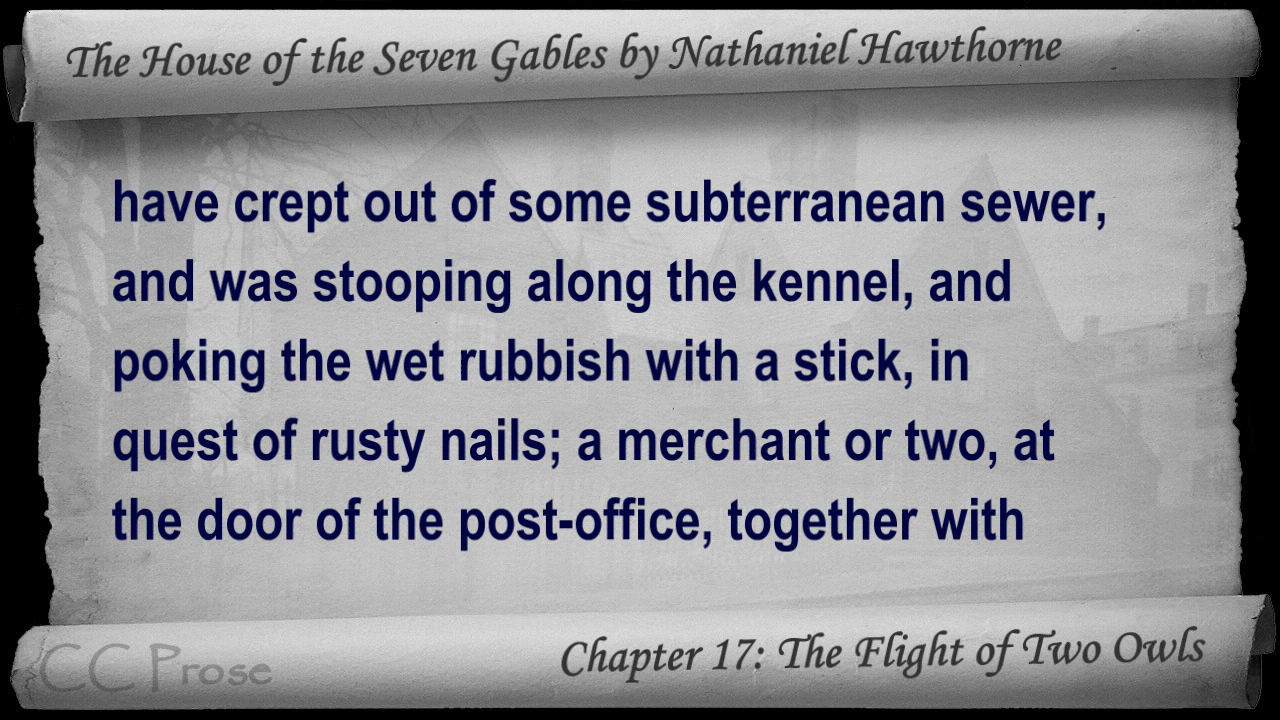 The House of the Seven Gables by Nathaniel Hawthorne
have crept out of some subterranean sewer,
and was stooping along the kennel, and
poking the wet rubbish with a stick, in
quest of rusty nails; a merchant or two, at
the door of the post-office, together with
CC Prose
Chapter 17: The Flight of Two Owls